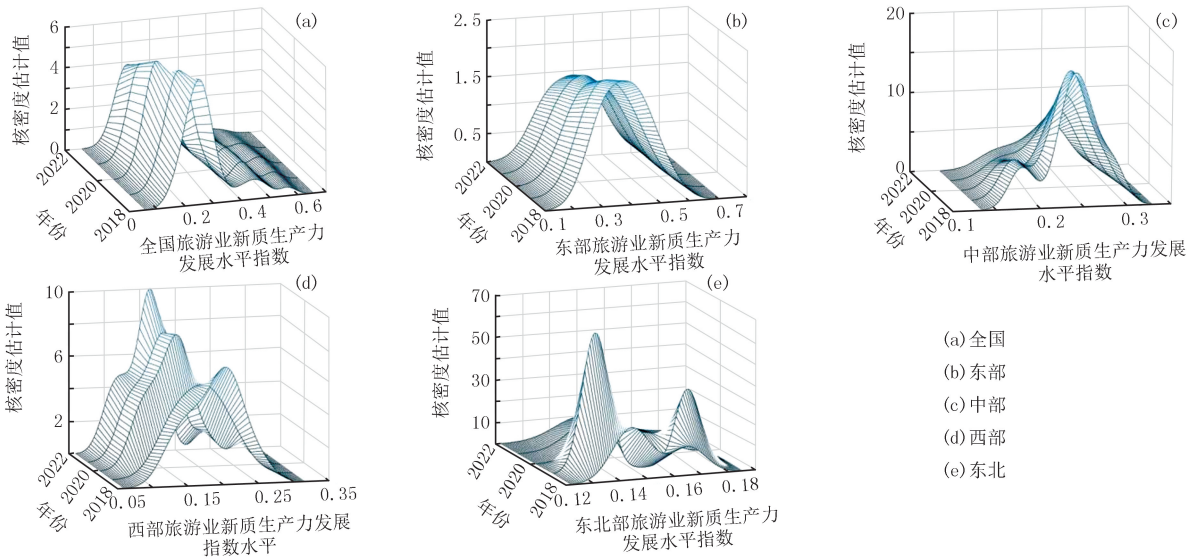 (a)
6
4
2
0
核密度估计值
2022
2020
2018
年份
0
0.2
0.4
0.6
全国旅游业新质生产力
发展水平指数
(b)
2.5
1.5
0.5
核密度估计值
2022
2020
2018
年份
0.1
0.3
0.5
0.7
东部旅游业新质生产力
发展水平指数
(c)
20
10
0
核密度估计值
2022
2020
2018
年份
0.1
0.2
0.3
中部旅游业新质生产力发展
水平指数
(d)
10
6
2
核密度估计值
2022
2020
2018
年份
0.05
0.15
0.25
0.35
西部旅游业新质生产力发展
指数水平
(e)
70
50
30
10
核密度估计值
2022
2020
2018
年份
0.12
0.14
0.16
0.18
东北部旅游业新质生产力
发展水平指数
(a)全国
(b)东部
(c)中部
(d)西部
(e)东北